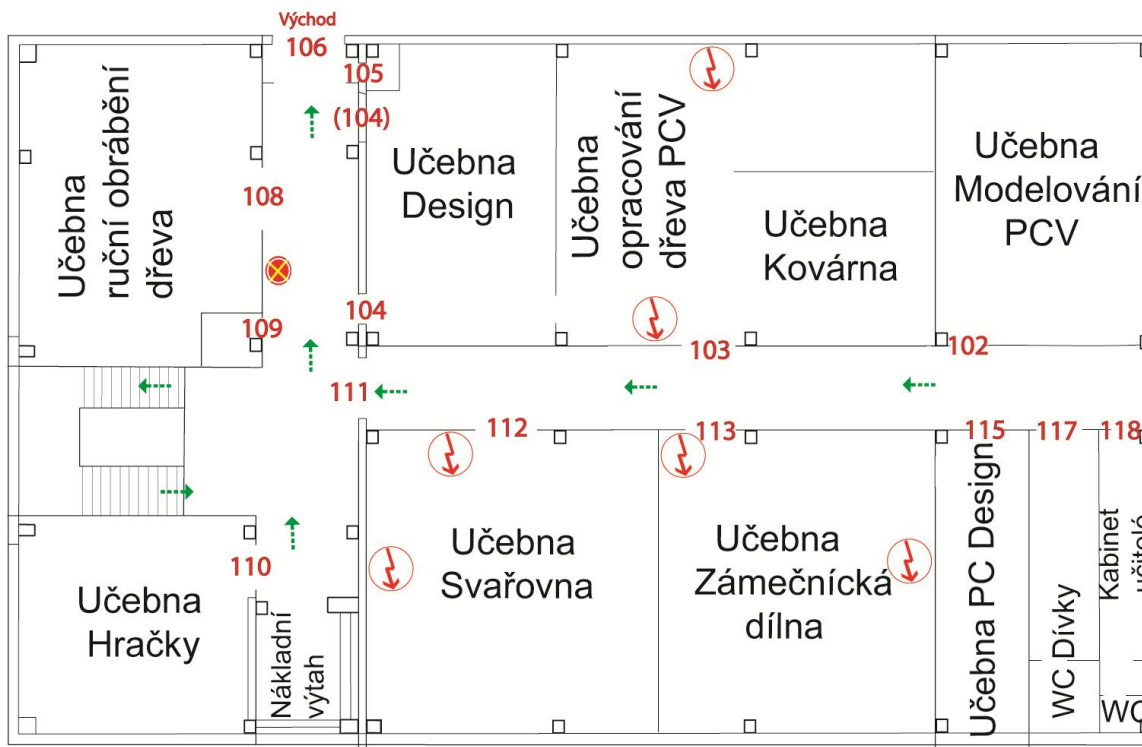 Východ
106
105
(104)
Učebna
ruční obrábění
dřeva
108
109
Učebna
Design
104
Učebna
opracování
dřeva PCV
103
Učebna
Kovárna
Učebna
Modelování
PCV
102
111
112
113
115
117
118
110
Učebna
Hračky
Nákladní
výtah
Učebna
Svařovna
Učebna
Zámečnícká
dílna
Učebna PC Design
WC Dívky
Kabinet
WC